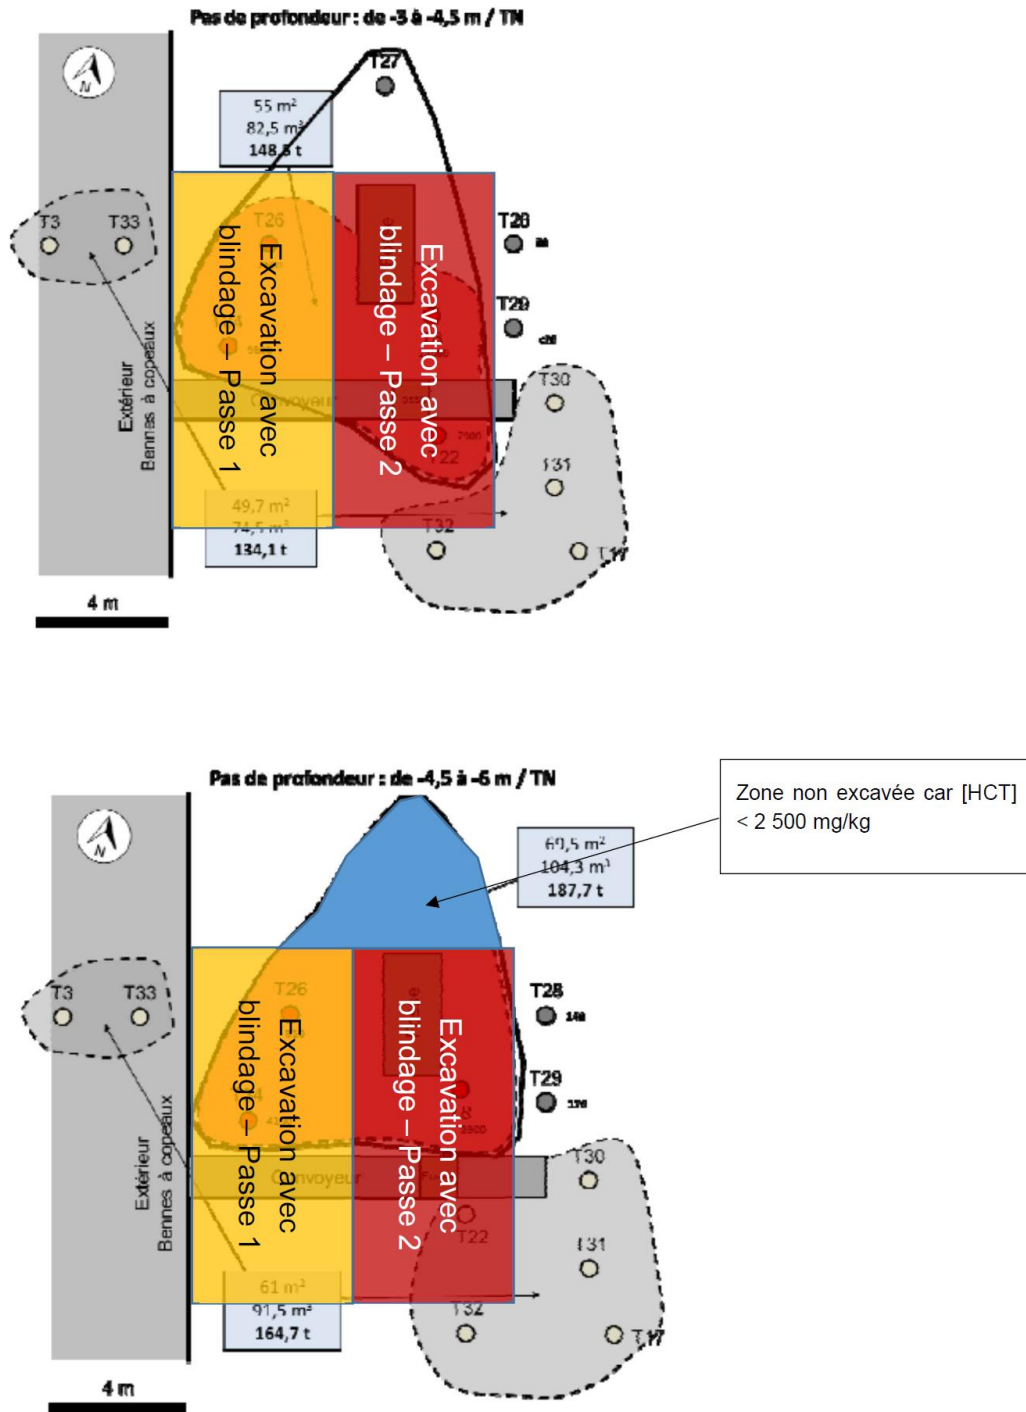 Pas de profondeur : de -3 à -4,5 m / TN
N
T27
55 m²
82,5 m³
148,5 t
T3
T33
T26
T28
T29
Extérieur
Bennes à copeaux
Excavation avec
blindage – Passe 1
Excavation avec
blindage – Passe 2
Convoyeur
T22
T30
T31
T32
T17
49,7 m²
74,5 m³
134,1 t
4 m
Pas de profondeur : de -4,5 à -6 m / TN
N
Zone non excavée car [HCT]
< 2 500 mg/kg
69,5 m²
104,3 m³
187,7 t
T3
T33
T26
T28
T29
Extérieur
Bennes à copeaux
Excavation avec
blindage – Passe 1
Excavation avec
blindage – Passe 2
Convoyeur
T22
T30
T31
T32
T17
61 m²
91,5 m³
164,7 t
4 m